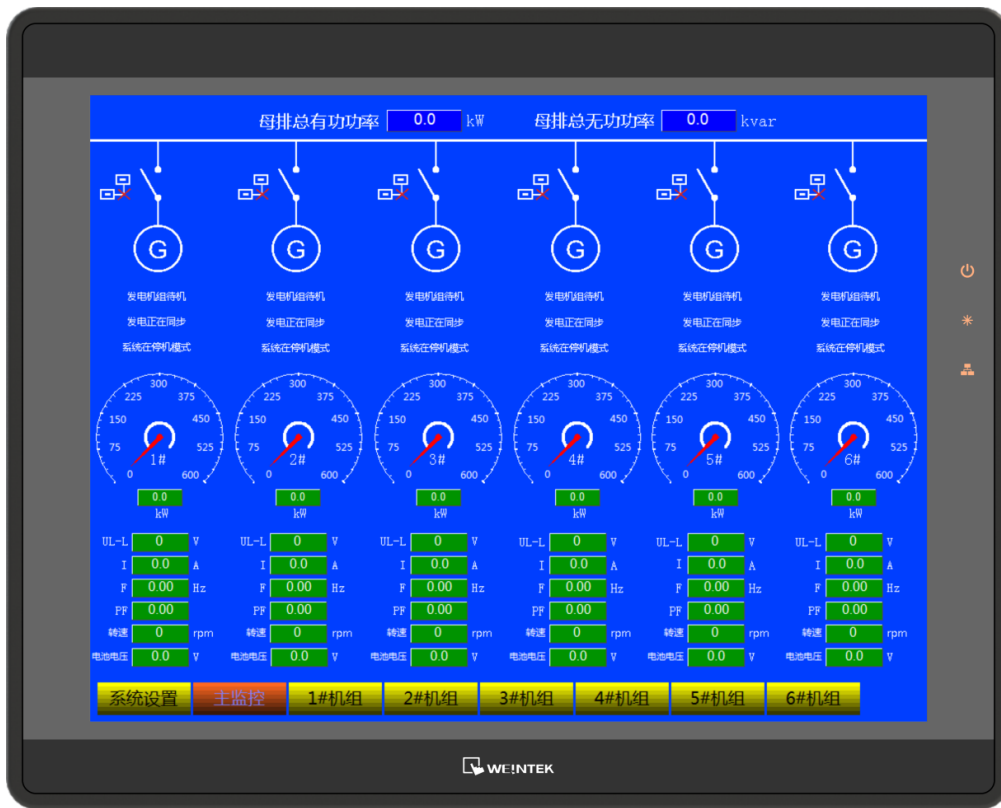 母排总有功功率 0.0 kW 母排总无功功率 0.0 kvar
G G G G G G
发电机组待机 发电机组待机 发电机组待机 发电机组待机 发电机组待机 发电机组待机
发电正在同步 发电正在同步 发电正在同步 发电正在同步 发电正在同步 发电正在同步
系统在停机模式 系统在停机模式 系统在停机模式 系统在停机模式 系统在停机模式 系统在停机模式
300 300 300 300 300 300
225 375 225 375 225 375 225 375 225 375 225 375
150 450 150 450 150 450 150 450 150 450 150 450
75 525 75 525 75 525 75 525 75 525 75 525
1# 2# 3# 4# 5# 6#
0 600 0 600 0 600 0 600 0 600 0 600
0.0 0.0 0.0 0.0 0.0 0.0
kW kW kW kW kW kW
UL-L 0 V UL-L 0 V UL-L 0 V UL-L 0 V UL-L 0 V UL-L 0 V
I 0.0 A I 0.0 A I 0.0 A I 0.0 A I 0.0 A I 0.0 A
F 0.00 Hz F 0.00 Hz F 0.00 Hz F 0.00 Hz F 0.00 Hz F 0.00 Hz
PF 0.00 PF 0.00 PF 0.00 PF 0.00 PF 0.00 PF 0.00
转速 0 rpm 转速 0 rpm 转速 0 rpm 转速 0 rpm 转速 0 rpm 转速 0 rpm
电池电压 0.0 V 电池电压 0.0 V 电池电压 0.0 V 电池电压 0.0 V 电池电压 0.0 V 电池电压 0.0 V
系统设置 主监控 1#机组 2#机组 3#机组 4#机组 5#机组 6#机组
WE!NTEK